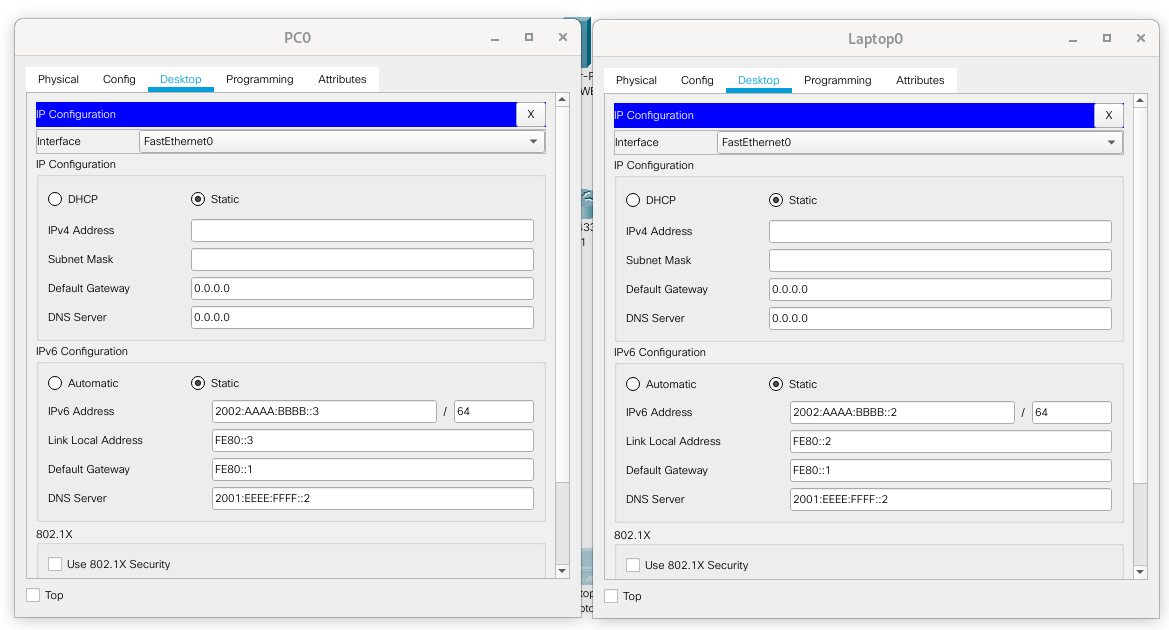 PC0
Physical Config Desktop Programming Attributes
IP Configuration X
Interface FastEthernet0
IP Configuration
DHCP Static
IPv4 Address
Subnet Mask
Default Gateway 0.0.0.0
DNS Server 0.0.0.0
IPv6 Configuration
Automatic Static
IPv6 Address 2002:AAAA:BBBB::3 / 64
Link Local Address FE80::3
Default Gateway FE80::1
DNS Server 2001:EEEE:FFFF::2
802.1X
Use 802.1X Security
Top
Laptop0
Physical Config Desktop Programming Attributes
IP Configuration X
Interface FastEthernet0
IP Configuration
DHCP Static
IPv4 Address
Subnet Mask
Default Gateway 0.0.0.0
DNS Server 0.0.0.0
IPv6 Configuration
Automatic Static
IPv6 Address 2002:AAAA:BBBB::2 / 64
Link Local Address FE80::2
Default Gateway FE80::1
DNS Server 2001:EEEE:FFFF::2
802.1X
Use 802.1X Security
Top